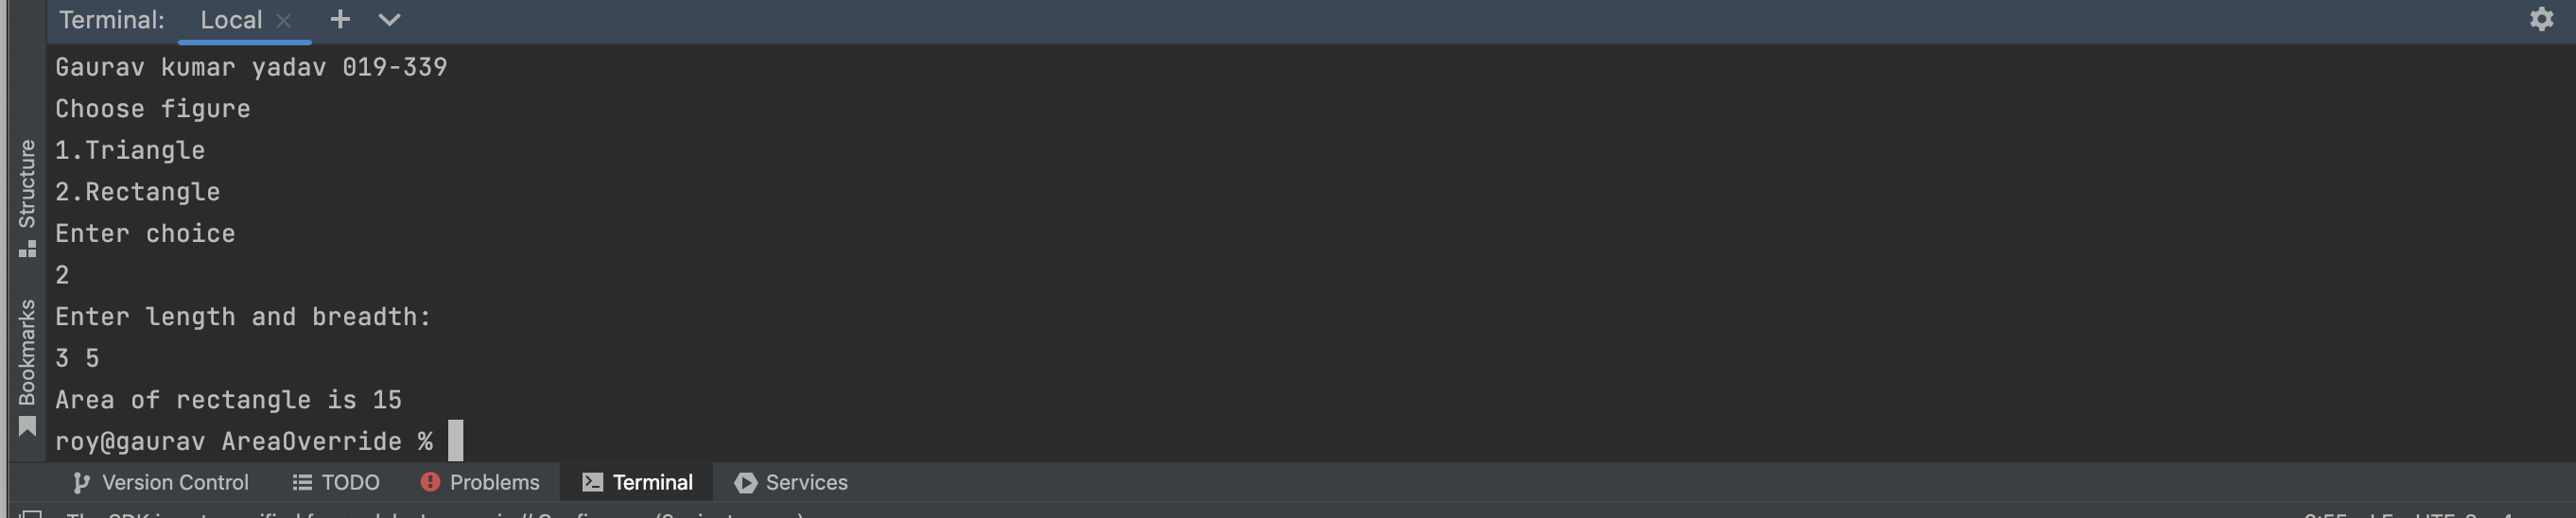 Terminal: Local
Gaurav kumar yadav 019-339
Choose figure
1.Triangle
2.Rectangle
Enter choice
2
Enter length and breadth:
3 5
Area of rectangle is 15
roy@gaurav AreaOverride %
Structure
Bookmarks
Version Control TODO Problems Terminal Services